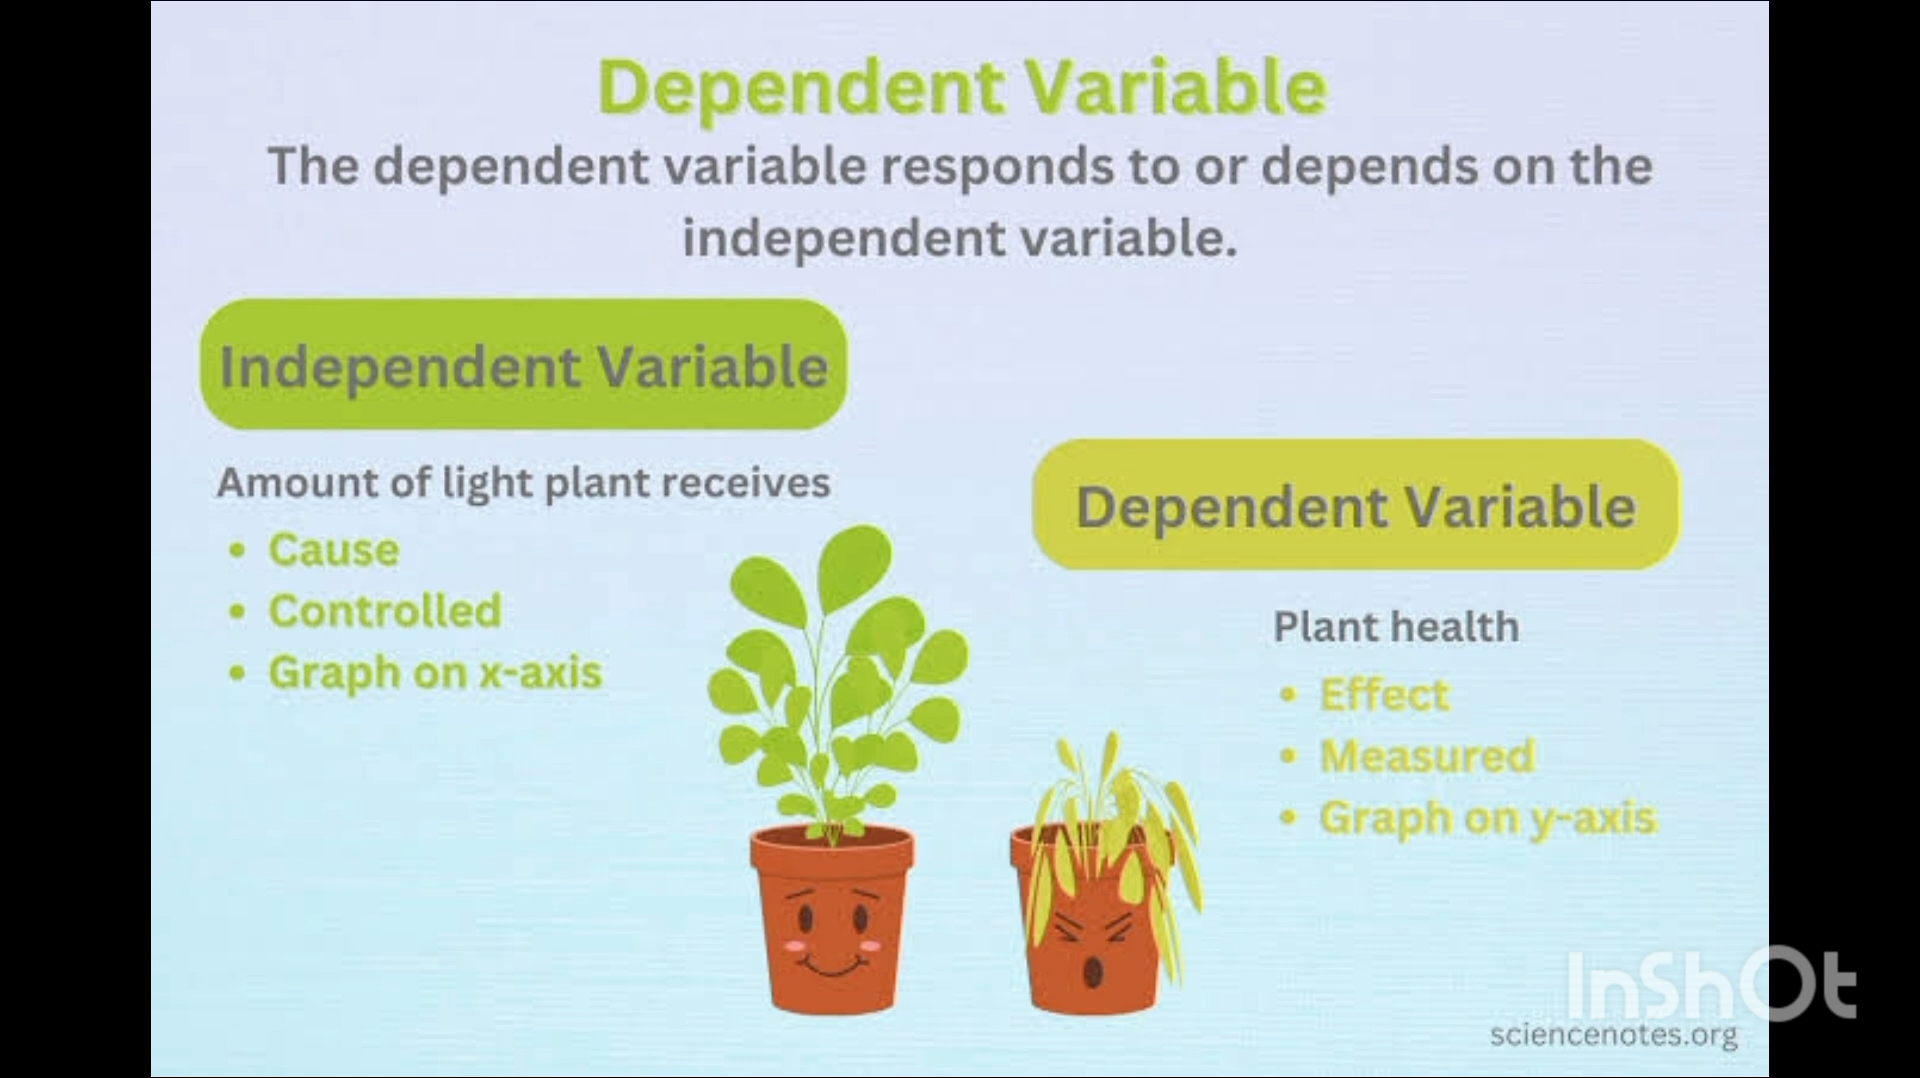 Dependent Variable
The dependent variable responds to or depends on the
independent variable.
Independent Variable
Amount of light plant receives
• Cause
• Controlled
• Graph on x-axis
Dependent Variable
Plant health
• Effect
• Measured
• Graph on y-axis
InShOt
sciencenotes.org